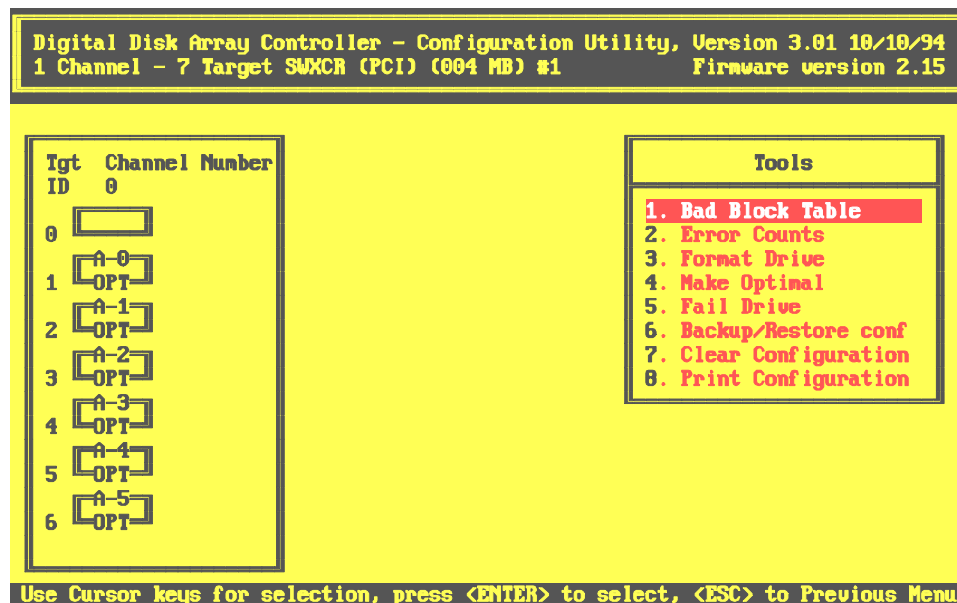 Digital Disk Array Controller - Configuration Utility, Version 3.01 10/10/94
1 Channel - 7 Target SWXCR (PCI) (004 MB) #1 Firmware version 2.15
Tgt Channel Number
ID 0
0
A-0
1 OPT
A-1
2 OPT
A-2
3 OPT
A-3
4 OPT
A-4
5 OPT
A-5
6 OPT
Tools
1. Bad Block Table
2. Error Counts
3. Format Drive
4. Make Optimal
5. Fail Drive
6. Backup/Restore conf
7. Clear Configuration
8. Print Configuration
Use Cursor keys for selection, press <ENTER> to select, <ESC> to Previous Menu